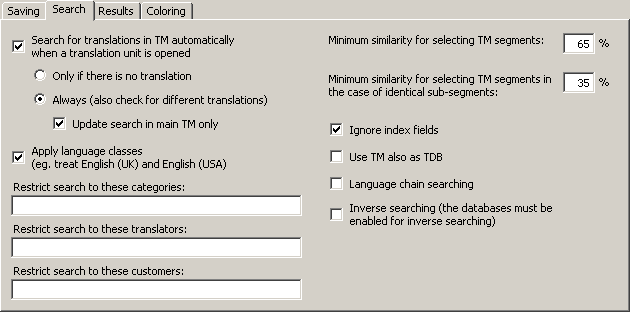 Saving Search Results Coloring
Search for translations in TM automatically
when a translation unit is opened
Only if there is no translation
Always (also check for different translations)
Update search in main TM only
Apply language classes
(eg. treat English (UK) and English (USA)
Restrict search to these categories:
Restrict search to these translators:
Restrict search to these customers:
Minimum similarity for selecting TM segments: 65 %
Minimum similarity for selecting TM segments in
the case of identical sub-segments: 35 %
Ignore index fields
Use TM also as TDB
Language chain searching
Inverse searching (the databases must be
enabled for inverse searching)